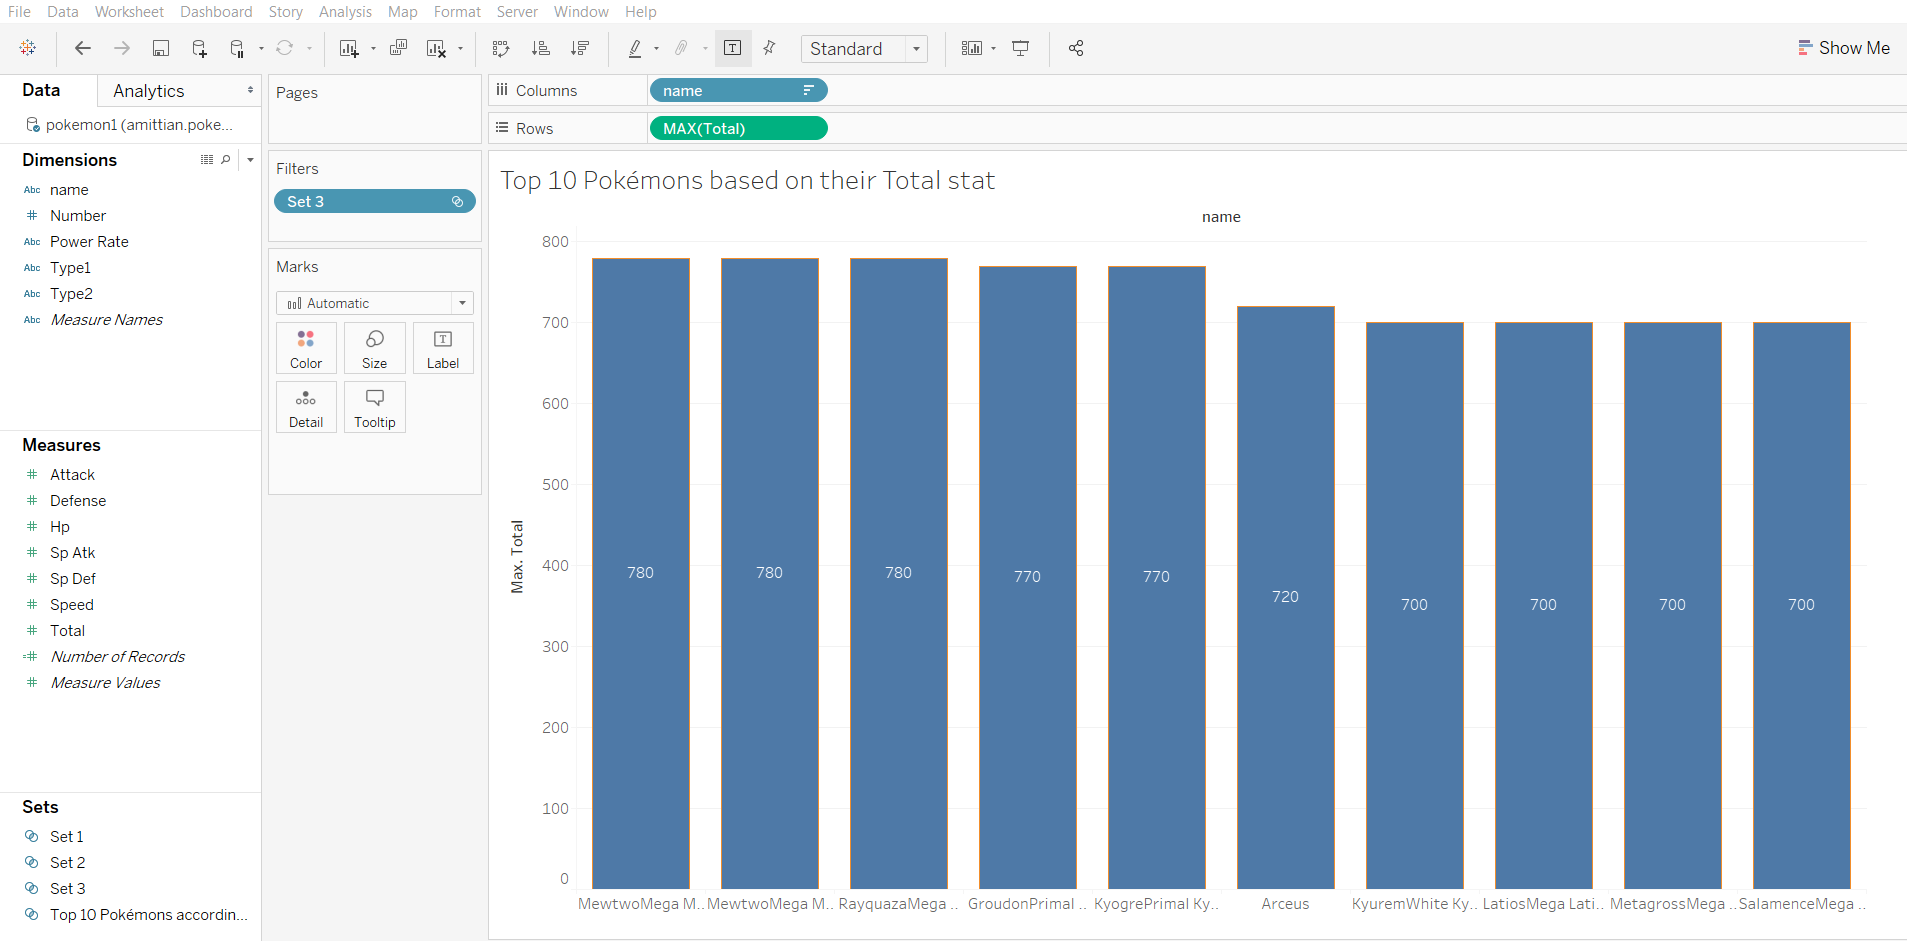 File Data Worksheet Dashboard Story Analysis Map Format Server Window Help
Standard
Show Me
Data Analytics
pokemon1 (amittian.poke...
Dimensions
Abc name
Number
Abc Power Rate
Abc Type1
Abc Type2
Abc Measure Names
Measures
Attack
Defense
Hp
Sp Atk
Sp Def
Speed
Total
Number of Records
Measure Values
Sets
Set 1
Set 2
Set 3
Top 10 Pokémons accordin...
Pages
Filters
Set 3
Marks
Automatic
Color Size Label
Detail Tooltip
Columns name
Rows MAX(Total)
Top 10 Pokémons based on their Total stat
name
Max. Total
800
700
600
500
400
300
200
100
0
780 780 780 770 770 720 700 700 700 700
MewtwoMega M.. MewtwoMega M.. RayquazaMega .. GroudonPrimal .. KyogrePrimal Ky.. Arceus KyuremWhite Ky.. LatiosMega Lati.. MetagrossMega .. SalamenceMega ..